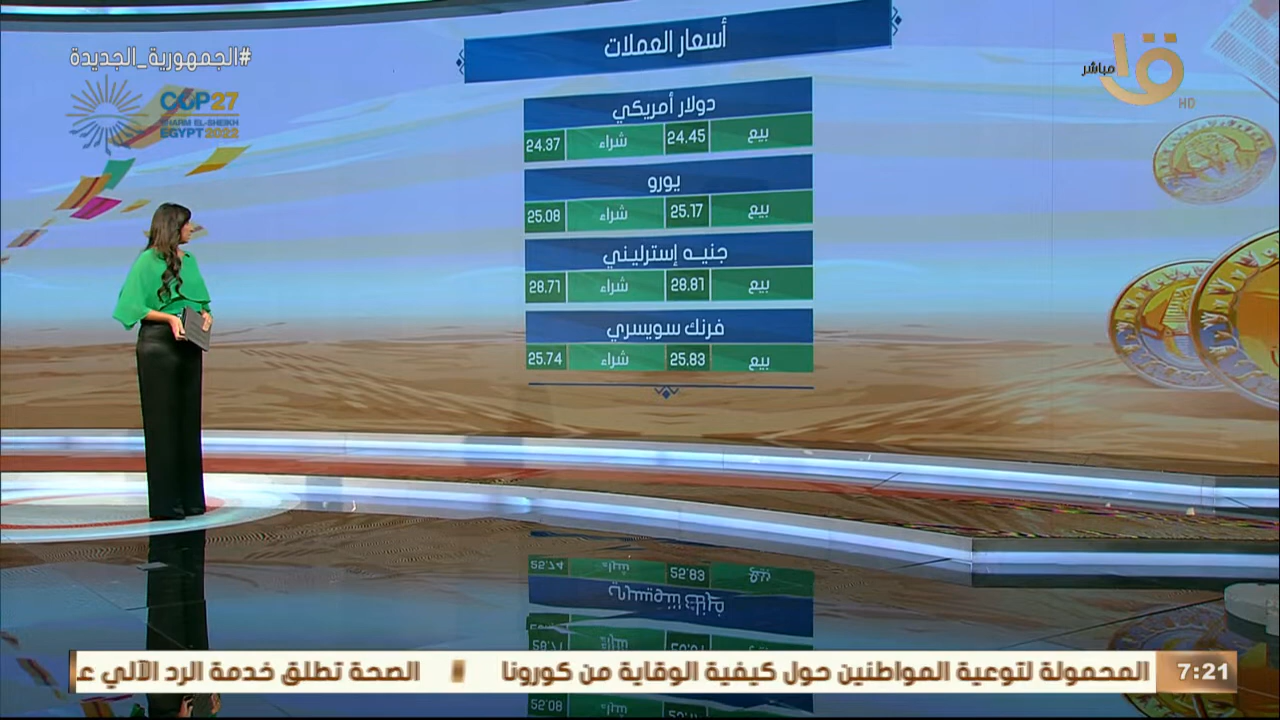 #الجمهورية_الجديدة
COP27
SHARM EL-SHEIKH
EGYPT 2022
مباشر
HD
أسعار العملات
دولار أمريكي
بيع 24.45 شراء 24.37
يورو
بيع 25.17 شراء 25.08
جنيه إسترليني
بيع 28.81 شراء 28.71
فرنك سويسري
بيع 25.83 شراء 25.74
7:21 المحمولة لتوعية المواطنين حول كيفية الوقاية من كورونا الصحة تطلق خدمة الرد الآلي عـ